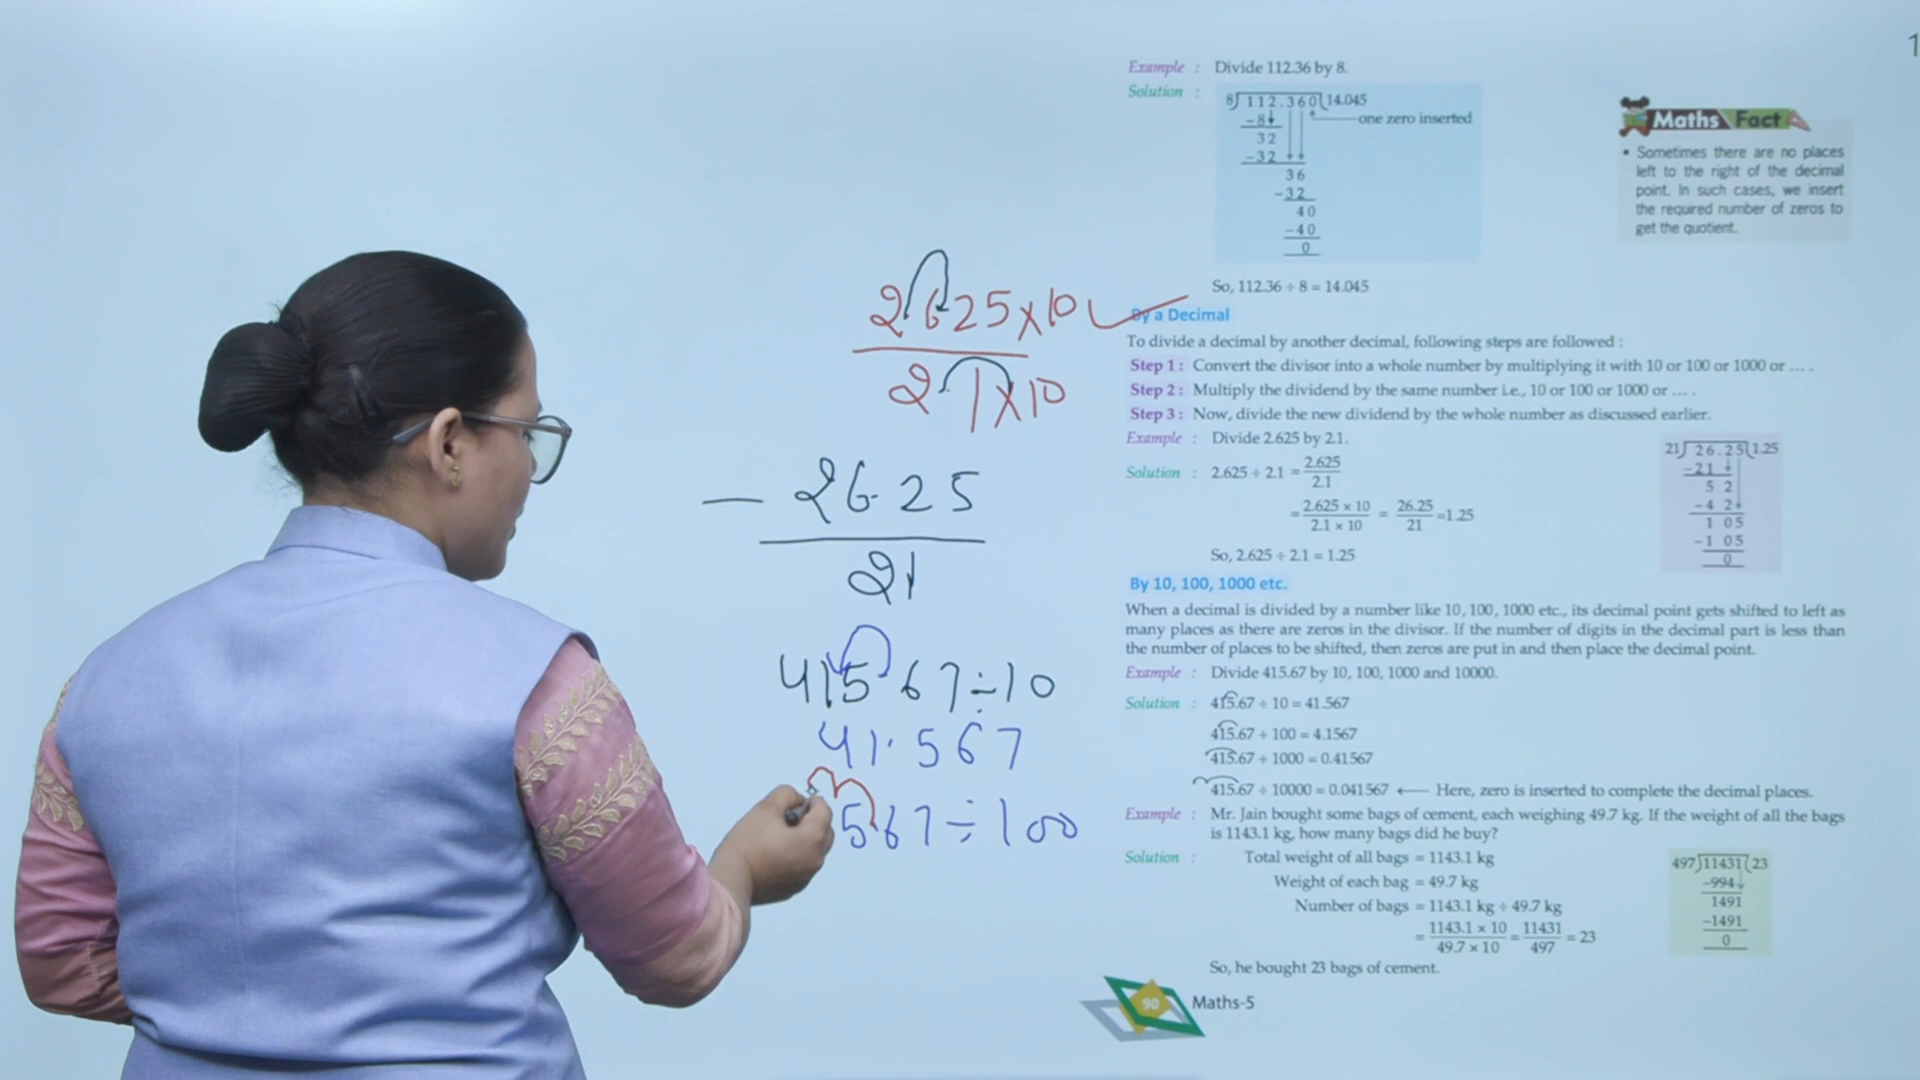 2.625×10
2.1×10
— 26.25
21
415.67÷10
41.567
567÷100
1
Example : Divide 112.36 by 8.
Solution :
8)112.360(14.045
-8
one zero inserted
32
-32
36
-32
40
-40
0
So, 112.36 ÷ 8 = 14.045
Maths Fact
• Sometimes there are no places
left to the right of the decimal
point. In such cases, we insert
the required number of zeros to
get the quotient.
By a Decimal
To divide a decimal by another decimal, following steps are followed :
Step 1 : Convert the divisor into a whole number by multiplying it with 10 or 100 or 1000 or ... .
Step 2 : Multiply the dividend by the same number i.e., 10 or 100 or 1000 or ... .
Step 3 : Now, divide the new dividend by the whole number as discussed earlier.
Example : Divide 2.625 by 2.1.
Solution : 2.625 ÷ 2.1 = 2.625
2.1
= 2.625 × 10 = 26.25 =1.25
2.1 × 10 21
So, 2.625 ÷ 2.1 = 1.25
21)26.25(1.25
-21
5 2
-4 2
1 05
-1 05
0
By 10, 100, 1000 etc.
When a decimal is divided by a number like 10, 100, 1000 etc., its decimal point gets shifted to left as
many places as there are zeros in the divisor. If the number of digits in the decimal part is less than
the number of places to be shifted, then zeros are put in and then place the decimal point.
Example : Divide 415.67 by 10, 100, 1000 and 10000.
Solution : 415.67 ÷ 10 = 41.567
415.67 ÷ 100 = 4.1567
415.67 ÷ 1000 = 0.41567
415.67 ÷ 10000 = 0.041567 ⟵ Here, zero is inserted to complete the decimal places.
Example : Mr. Jain bought some bags of cement, each weighing 49.7 kg. If the weight of all the bags
is 1143.1 kg, how many bags did he buy?
Solution : Total weight of all bags = 1143.1 kg
Weight of each bag = 49.7 kg
Number of bags = 1143.1 kg ÷ 49.7 kg
= 1143.1 × 10 = 11431 = 23
49.7 × 10 497
So, he bought 23 bags of cement.
497)11431(23
-994
1491
-1491
0
90 Maths-5